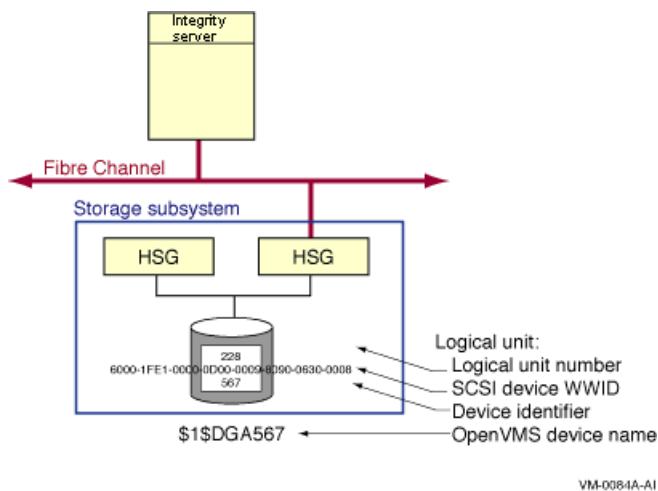 Integrity
server
Fibre Channel
Storage subsystem
HSG
HSG
228
6000-1FE1-0000-0D00-0009-8090-0630-0008
567
Logical unit:
Logical unit number
SCSI device WWID
Device identifier
$1$DGA567
OpenVMS device name
VM-0084A-AI